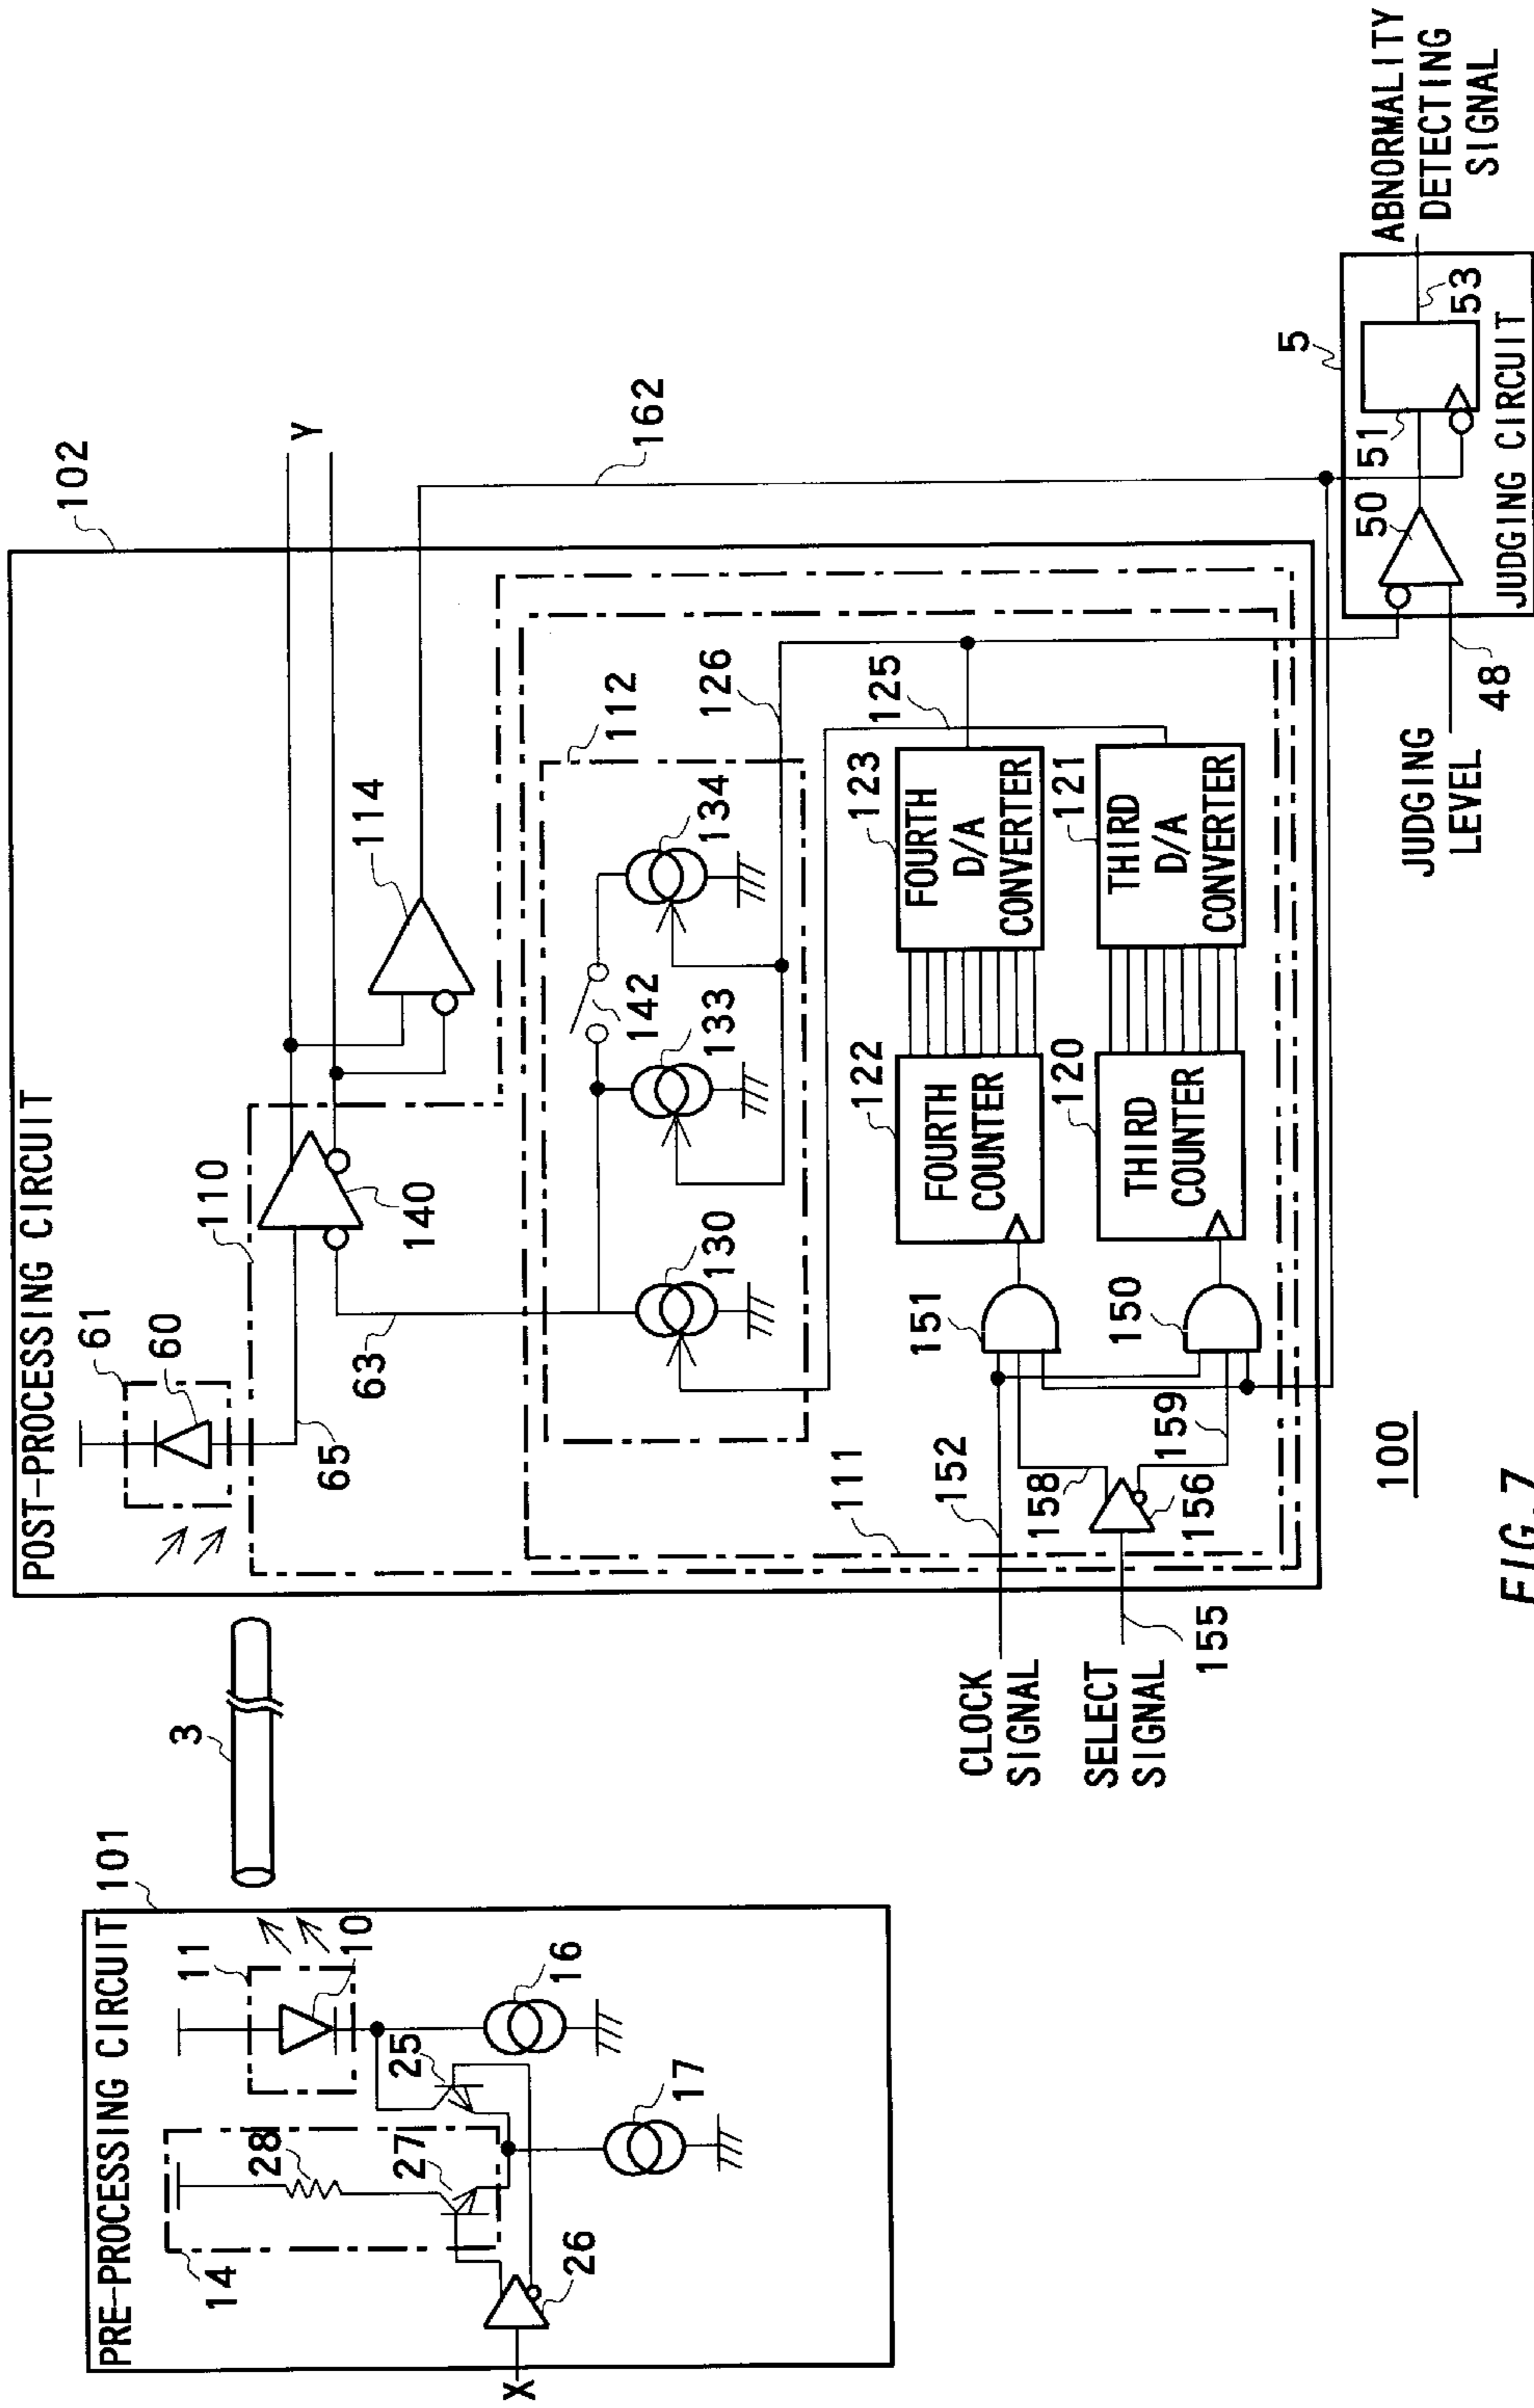 PRE-PROCESSING CIRCUIT
101
14
28
27
25
11
10
16
17
26
X
3
POST-PROCESSING CIRCUIT
102
61
60
65
63
110
140
114
Y
162
112
130
133
142
134
126
125
111
CLOCK
SIGNAL
152
SELECT
SIGNAL
155
156
158
159
151
150
122
FOURTH
COUNTER
123
FOURTH
D/A
CONVERTER
120
THIRD
COUNTER
121
THIRD
D/A
CONVERTER
JUDGING
LEVEL
48
5
50
51
53
JUDGING CIRCUIT
ABNORMALITY
DETECTING
SIGNAL
100
FIG.7